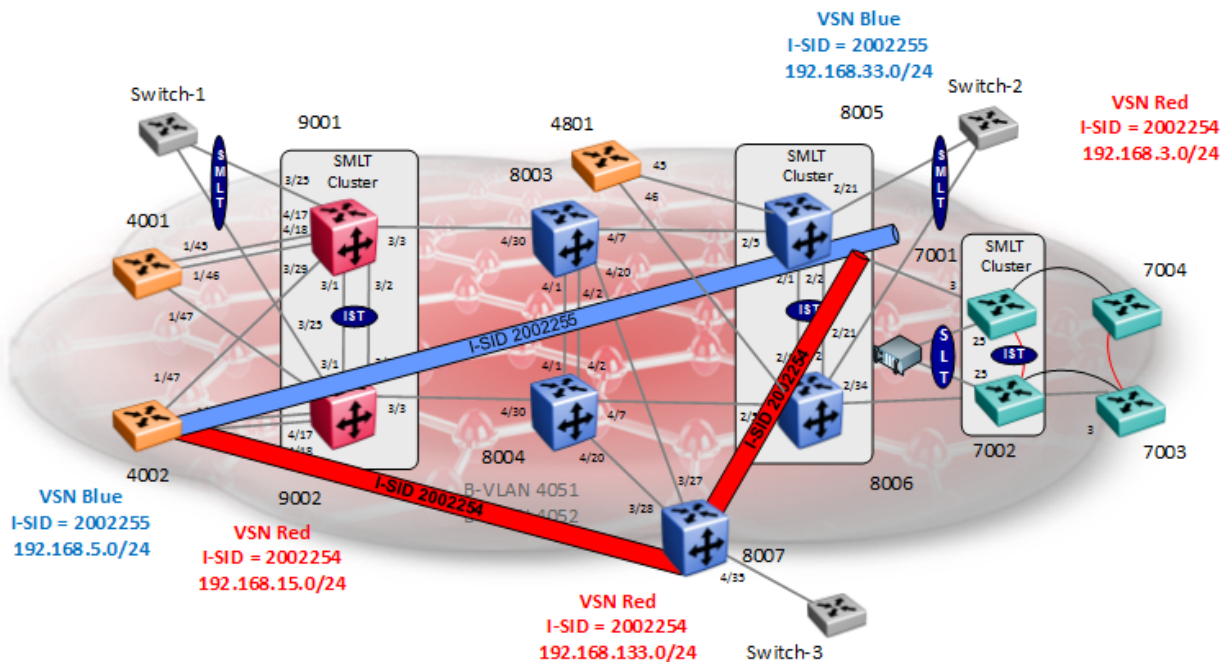 VSN Blue
I-SID = 2002255
192.168.33.0/24
Switch-1
Switch-2
VSN Red
I-SID = 2002254
192.168.3.0/24
9001
4801
8005
SMLT
Cluster
SMLT
Cluster
8003
SMLT
SMLT
45
46
3/25
2/21
4001
4/17
4/18
1/45
1/46
3/29
3/3
4/30
4/7
4/20
2/5
7001
SMLT
Cluster
7004
3/1
3/2
4/1
4/2
2/1
2/2
3
1/47
3/25
IST
IST
2/21
25
IST
SLT
I-SID 2002255
3/1
4/1
4/2
25
1/47
3/3
4/30
4/7
2/34
4/17
4/18
4/20
3
4002
9002
8004
7002
7003
8006
I-SID 2002254
B-VLAN 4051
4052
3/27
3/28
8007
4/35
VSN Blue
I-SID = 2002255
192.168.5.0/24
VSN Red
I-SID = 2002254
192.168.15.0/24
VSN Red
I-SID = 2002254
192.168.133.0/24
Switch-3